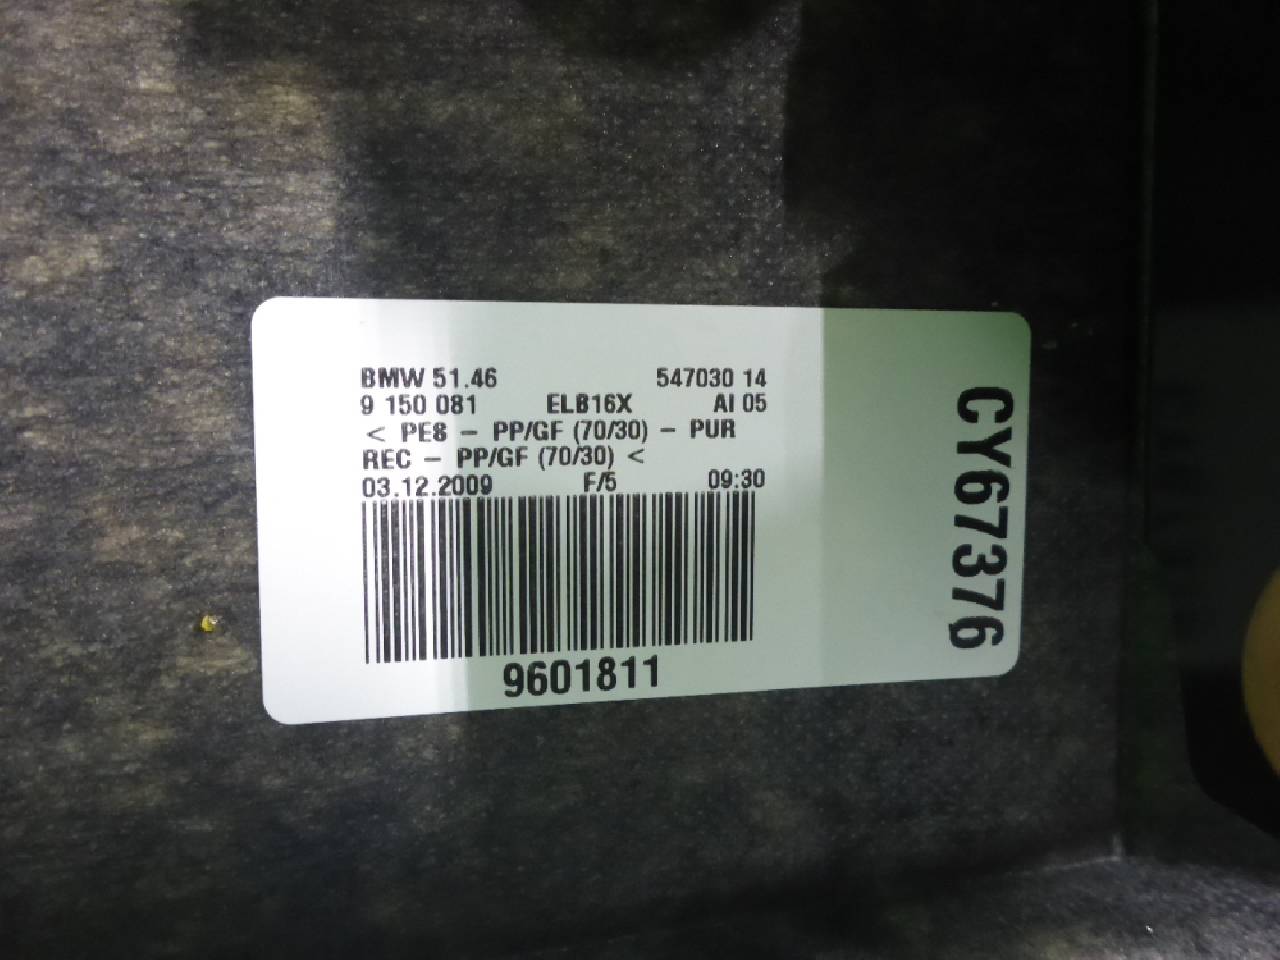 BMW 51.46 547030 14
9 150 081 ELB16X AI 05
< PE8 - PP/GF (70/30) - PUR
REC - PP/GF (70/30) <
03.12.2009 F/5 09:30
9601811
CY67376